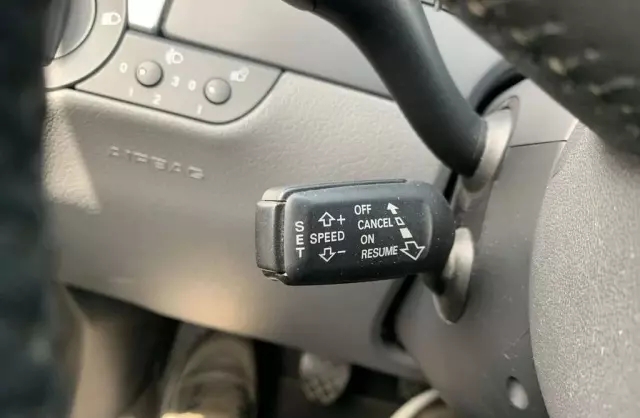 0 3 0
1 2 1
AIRBAG
SET
SPEED
+
-
OFF
CANCEL
ON
RESUME